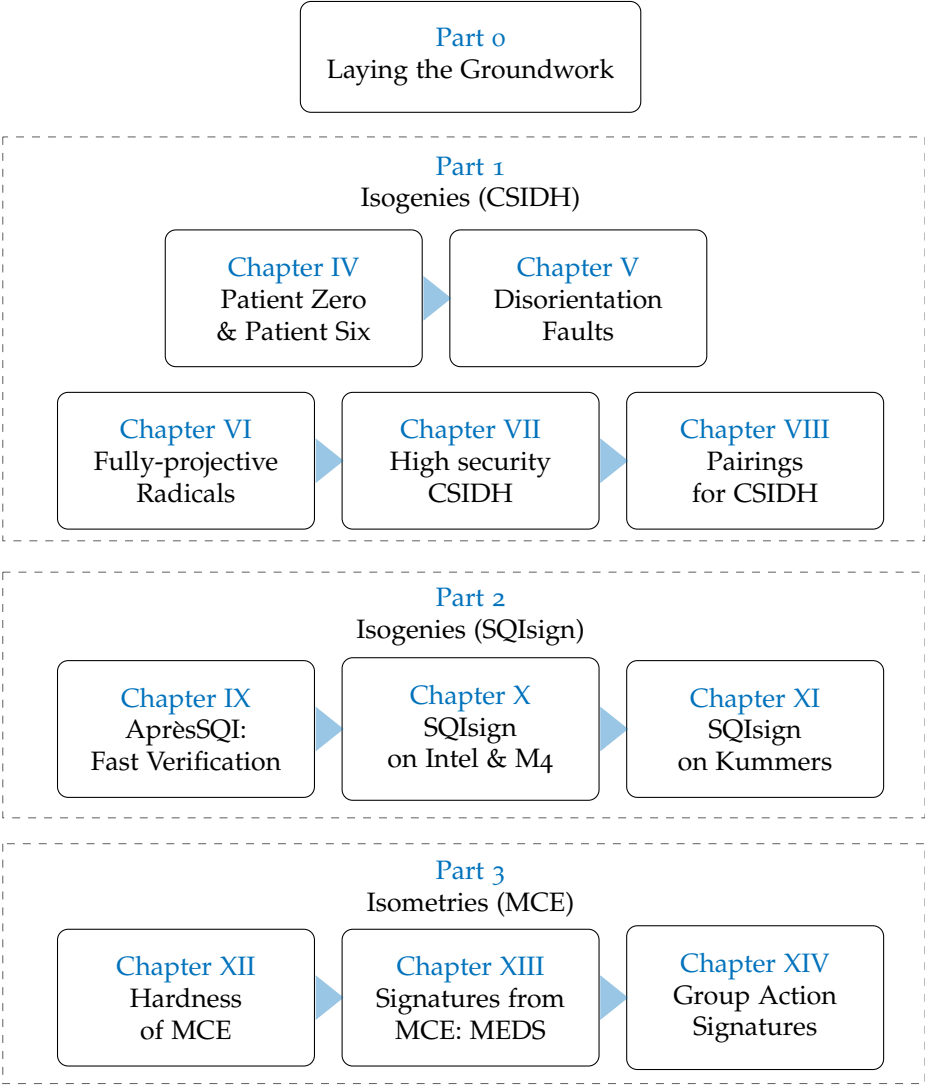 Part 0
Laying the Groundwork
Part 1
Isogenies (CSIDH)
Chapter IV
Patient Zero
& Patient Six
Chapter V
Disorientation
Faults
Chapter VI
Fully-projective
Radicals
Chapter VII
High security
CSIDH
Chapter VIII
Pairings
for CSIDH
Part 2
Isogenies (SQIsign)
Chapter IX
AprèsSQI:
Fast Verification
Chapter X
SQIsign
on Intel & M4
Chapter XI
SQIsign
on Kummers
Part 3
Isometries (MCE)
Chapter XII
Hardness
of MCE
Chapter XIII
Signatures from
MCE: MEDS
Chapter XIV
Group Action
Signatures